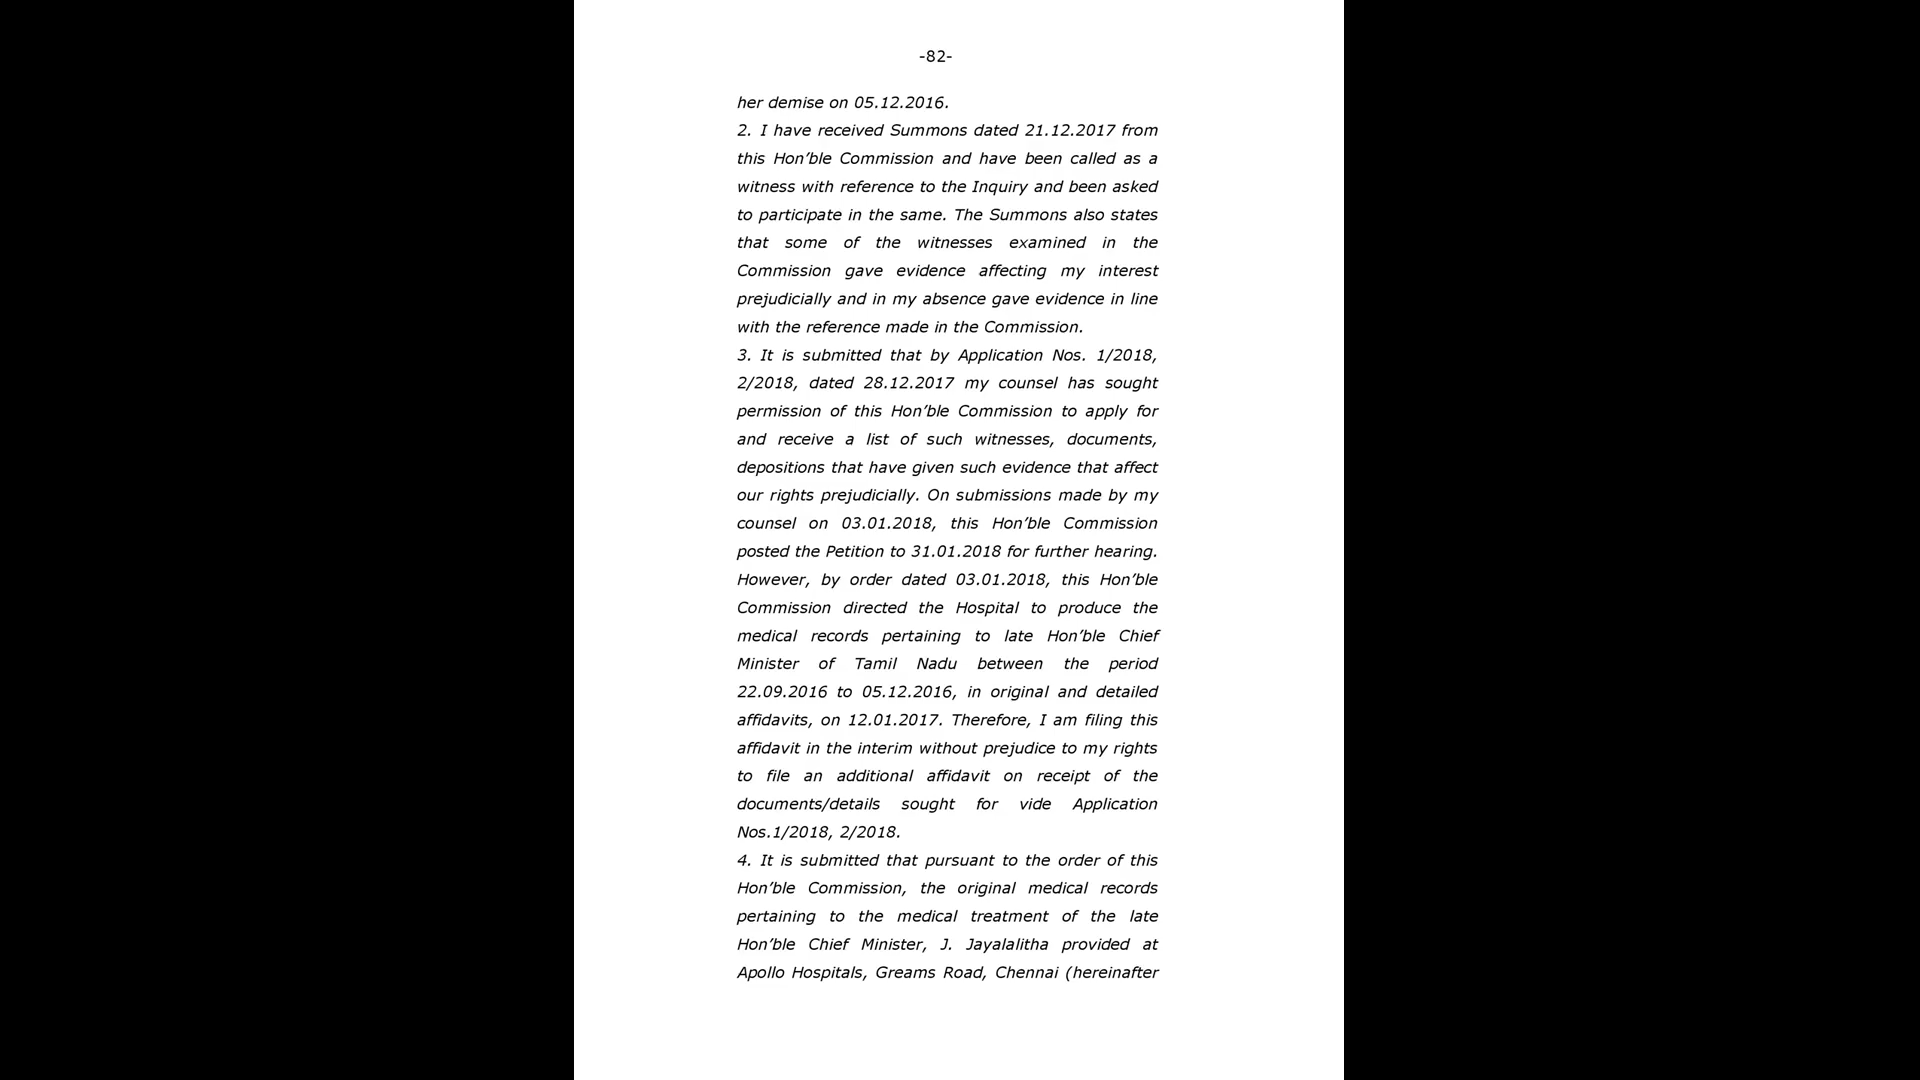 -82-
her demise on 05.12.2016.
2. I have received Summons dated 21.12.2017 from
this Hon’ble Commission and have been called as a
witness with reference to the Inquiry and been asked
to participate in the same. The Summons also states
that some of the witnesses examined in the
Commission gave evidence affecting my interest
prejudicially and in my absence gave evidence in line
with the reference made in the Commission.
3. It is submitted that by Application Nos. 1/2018,
2/2018, dated 28.12.2017 my counsel has sought
permission of this Hon’ble Commission to apply for
and receive a list of such witnesses, documents,
depositions that have given such evidence that affect
our rights prejudicially. On submissions made by my
counsel on 03.01.2018, this Hon’ble Commission
posted the Petition to 31.01.2018 for further hearing.
However, by order dated 03.01.2018, this Hon’ble
Commission directed the Hospital to produce the
medical records pertaining to late Hon’ble Chief
Minister of Tamil Nadu between the period
22.09.2016 to 05.12.2016, in original and detailed
affidavits, on 12.01.2017. Therefore, I am filing this
affidavit in the interim without prejudice to my rights
to file an additional affidavit on receipt of the
documents/details sought for vide Application
Nos.1/2018, 2/2018.
4. It is submitted that pursuant to the order of this
Hon’ble Commission, the original medical records
pertaining to the medical treatment of the late
Hon’ble Chief Minister, J. Jayalalitha provided at
Apollo Hospitals, Greams Road, Chennai (hereinafter